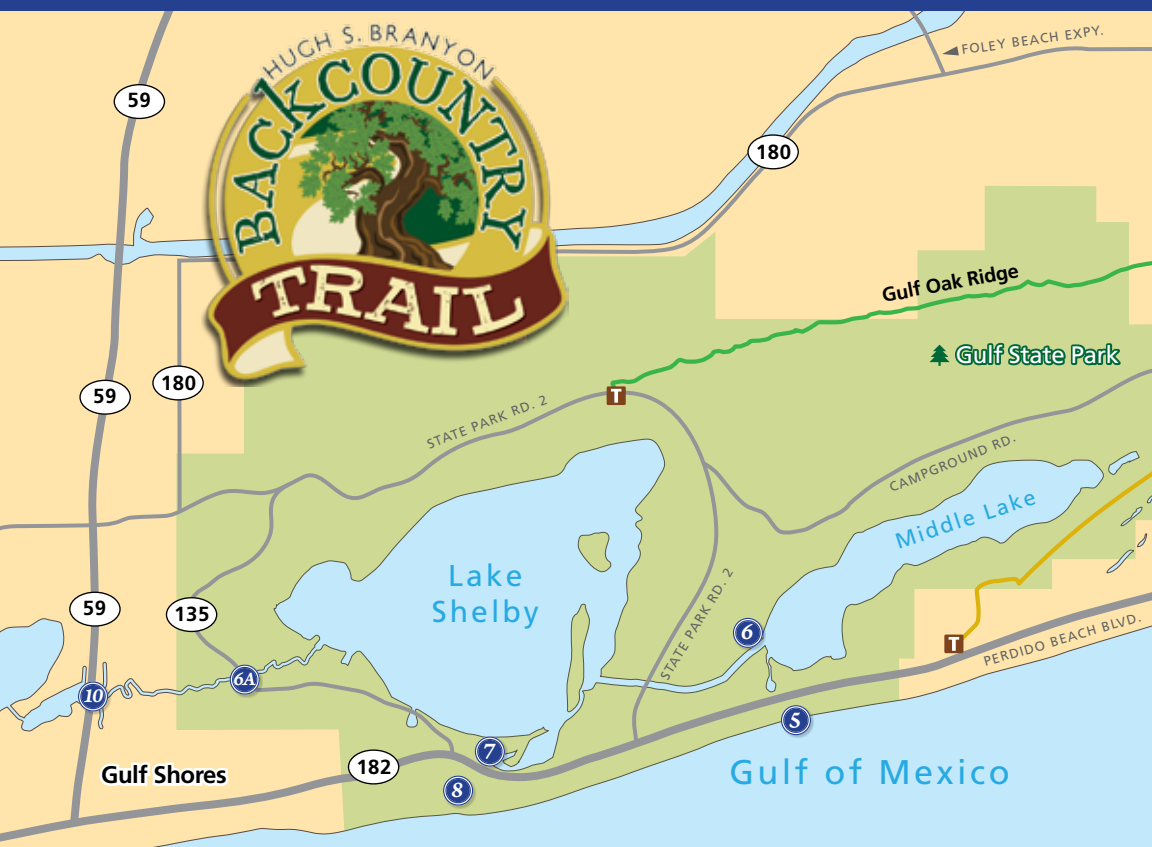 HUGH S. BRANYON
BACKCOUNTRY
TRAIL
FOLEY BEACH EXPY.
59
180
Gulf Oak Ridge
Gulf State Park
59
180
T
STATE PARK RD. 2
CAMPGROUND RD.
Middle Lake
Lake
Shelby
STATE PARK RD. 2
59
135
6
T
PERDIDO BEACH BLVD.
6A
10
5
7
182
8
Gulf Shores
Gulf of Mexico